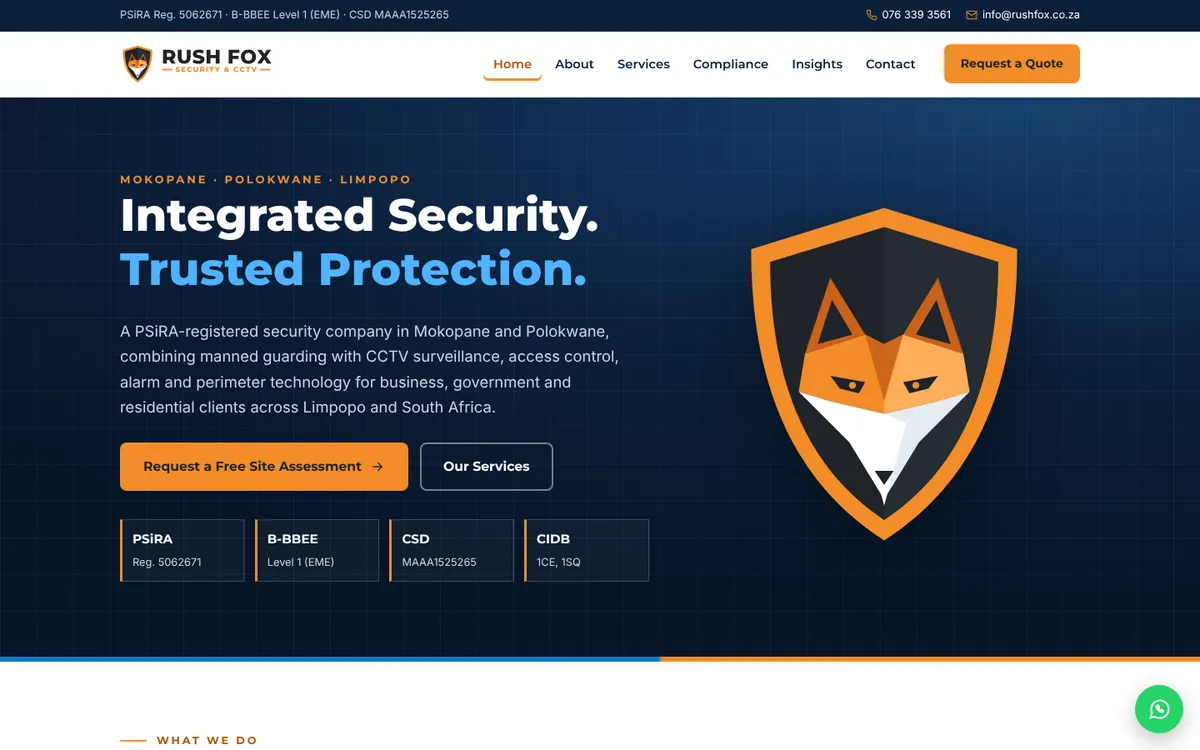 PSiRA Reg. 5062671 · B-BBEE Level 1 (EME) · CSD MAAA1525265
076 339 3561
info@rushfox.co.za
RUSH FOX
SECURITY & CCTV
Home
About
Services
Compliance
Insights
Contact
Request a Quote
MOKOPANE · POLOKWANE · LIMPOPO
Integrated Security.
Trusted Protection.
A PSiRA-registered security company in Mokopane and Polokwane,
combining manned guarding with CCTV surveillance, access control,
alarm and perimeter technology for business, government and
residential clients across Limpopo and South Africa.
Request a Free Site Assessment →
Our Services
PSiRA
Reg. 5062671
B-BBEE
Level 1 (EME)
CSD
MAAA1525265
CIDB
1CE, 1SQ
WHAT WE DO